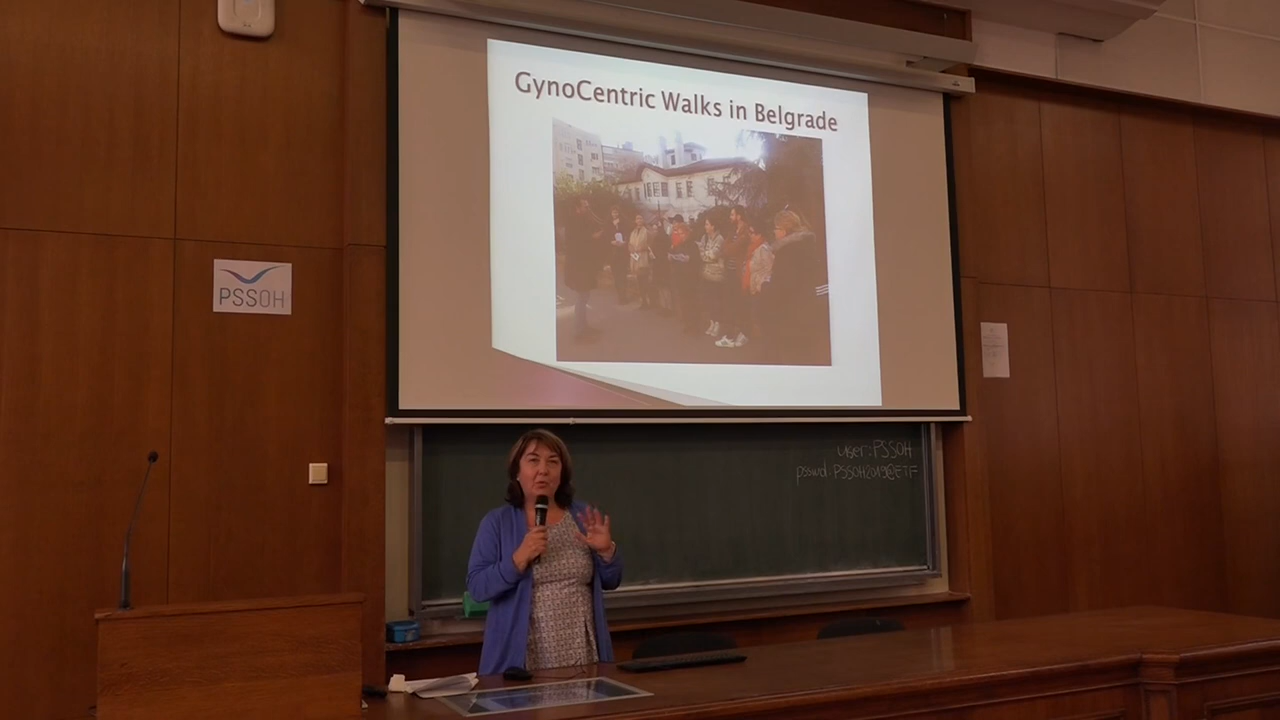 GynoCentric Walks in Belgrade
PSSOH
user: PSSOH
psswd: PSSOH2019@ETF